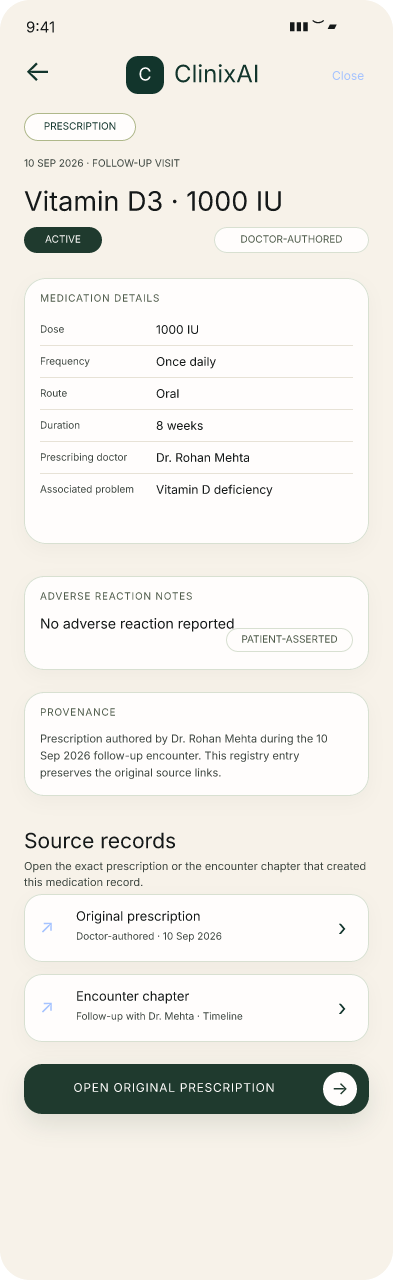 9:41
C ClinixAI Close
PRESCRIPTION
10 SEP 2026 · FOLLOW-UP VISIT
Vitamin D3 · 1000 IU
ACTIVE DOCTOR-AUTHORED
MEDICATION DETAILS
Dose 1000 IU
Frequency Once daily
Route Oral
Duration 8 weeks
Prescribing doctor Dr. Rohan Mehta
Associated problem Vitamin D deficiency
ADVERSE REACTION NOTES
No adverse reaction reported
PATIENT-ASSERTED
PROVENANCE
Prescription authored by Dr. Rohan Mehta during the 10
Sep 2026 follow-up encounter. This registry entry
preserves the original source links.
Source records
Open the exact prescription or the encounter chapter that created
this medication record.
Original prescription
Doctor-authored · 10 Sep 2026
Encounter chapter
Follow-up with Dr. Mehta · Timeline
OPEN ORIGINAL PRESCRIPTION